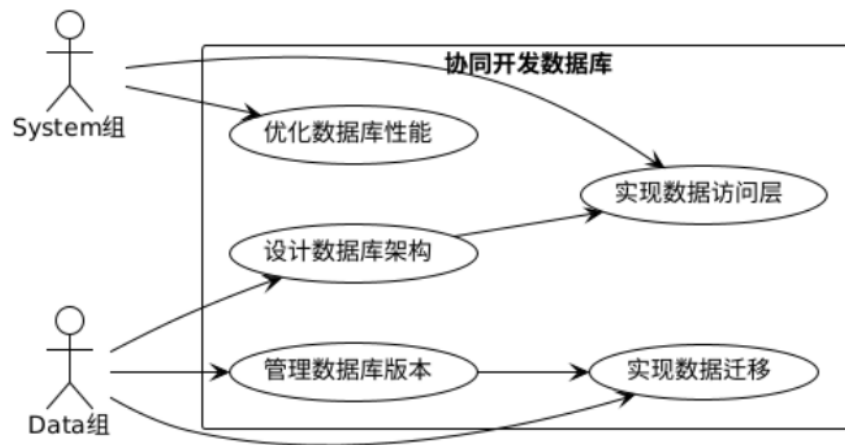 协同开发数据库
System组
优化数据库性能
实现数据访问层
设计数据库架构
管理数据库版本
实现数据迁移
Data组